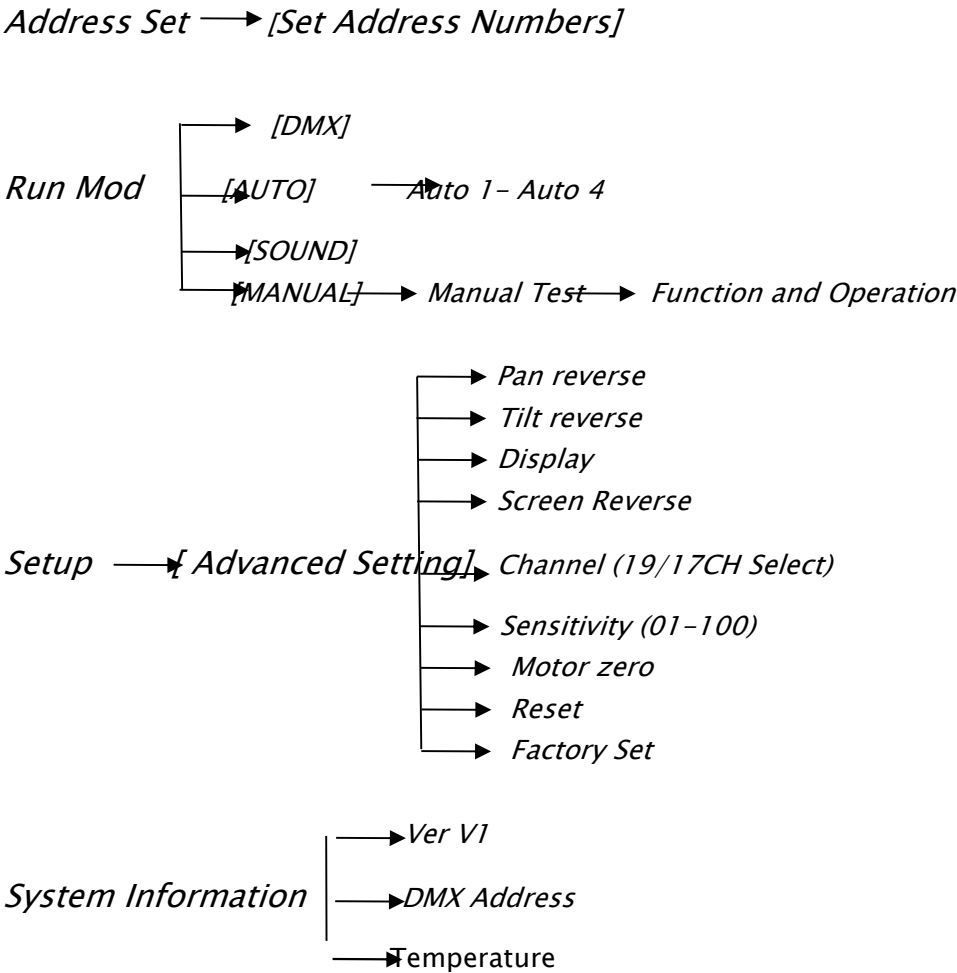 Address Set [Set Address Numbers]
[DMX]
Run Mod [AUTO] Auto 1- Auto 4
[SOUND]
[MANUAL] Manual Test Function and Operation
Pan reverse
Tilt reverse
Display
Screen Reverse
Setup [ Advanced Setting] Channel (19/17CH Select)
Sensitivity (01-100)
Motor zero
Reset
Factory Set
Ver V1
System Information DMX Address
Temperature